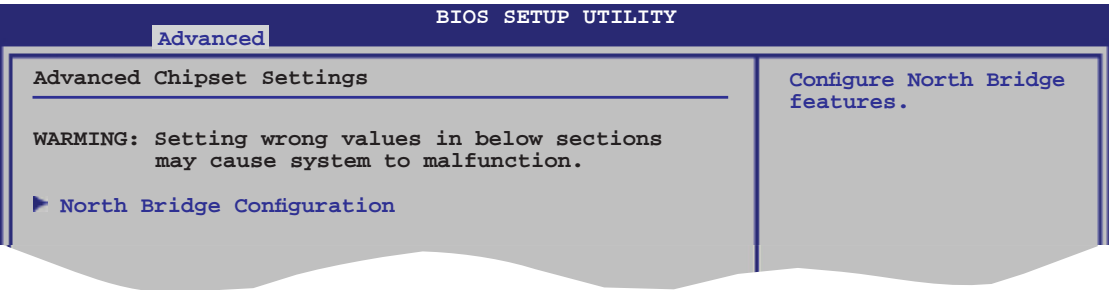 BIOS SETUP UTILITY
Advanced
Advanced Chipset Settings
WARMING: Setting wrong values in below sections
may cause system to malfunction.
North Bridge Configuration
Configure North Bridge
features.